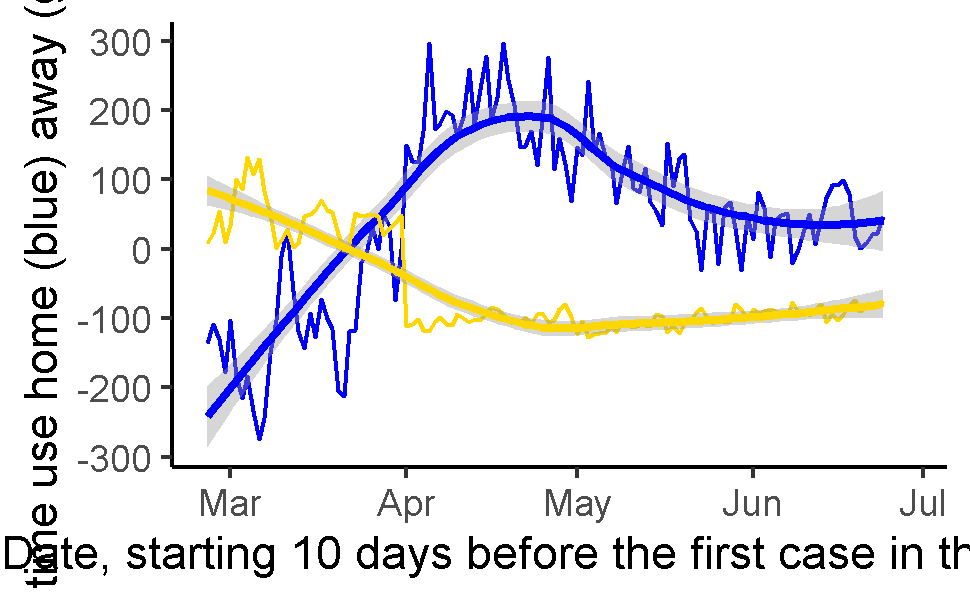 time use home (blue) away (
300
200
100
0
-100
-200
-300
Mar Apr May Jun Jul
Date, starting 10 days before the first case in th